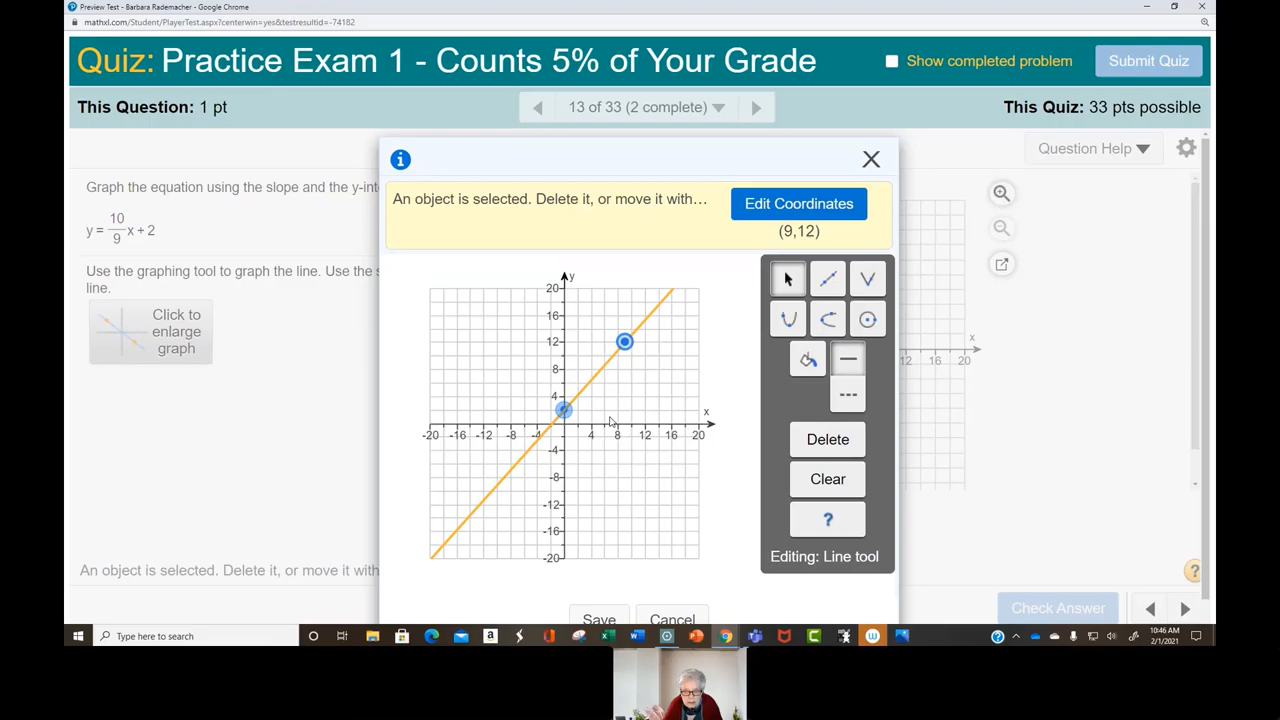 Preview Test - Barbara Rademacher - Google Chrome
mathxl.com/Student/PlayerTest.aspx?centerwin=yes&testresultid=-74182
Quiz: Practice Exam 1 - Counts 5% of Your Grade
Show completed problem
Submit Quiz
This Question: 1 pt
13 of 33 (2 complete)
This Quiz: 33 pts possible
Question Help
Graph the equation using the slope and the y-int
y = 10/9 x + 2
Use the graphing tool to graph the line. Use the s
line.
Click to
enlarge
graph
An object is selected. Delete it, or move it with
i
An object is selected. Delete it, or move it with...
Edit Coordinates
(9,12)
y
20
16
12
8
4
x
-20 -16 -12 -8 -4 4 8 12 16 20
-4
-8
-12
-16
-20
Delete
Clear
?
Editing: Line tool
Save
Cancel
x
12 16 20
?
Check Answer
Type here to search
10:46 AM
2/1/2021